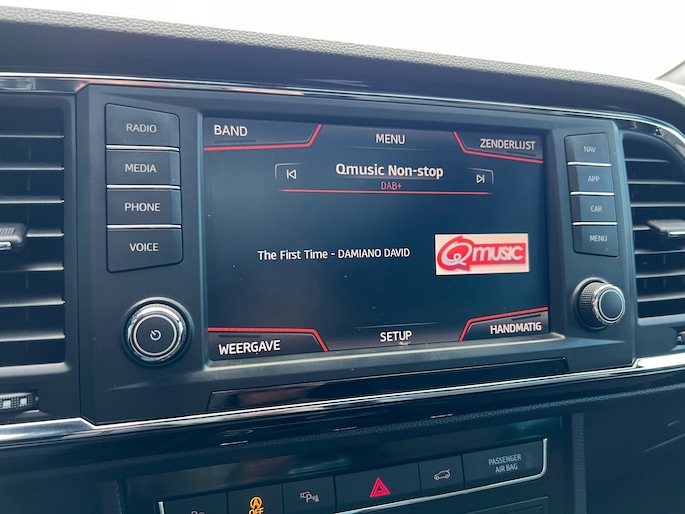 RADIO
MEDIA
PHONE
VOICE
BAND
MENU
ZENDERLIJST
Qmusic Non-stop
DAB+
The First Time - DAMIANO DAVID
Qmusic
WEERGAVE
SETUP
HANDMATIG
NAV
APP
CAR
MENU
A
OFF
PASSENGER
AIR BAG